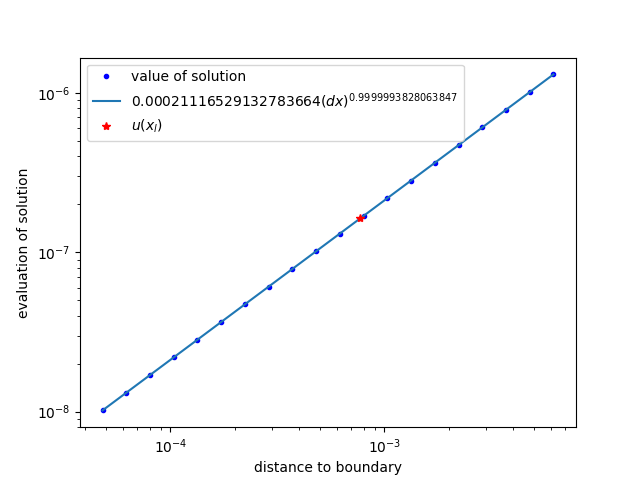 value of solution
0.00021116529132783664(dx)^0.9999993828063847
u(x_l)
10^-6
10^-7
10^-8
evaluation of solution
10^-4
10^-3
distance to boundary